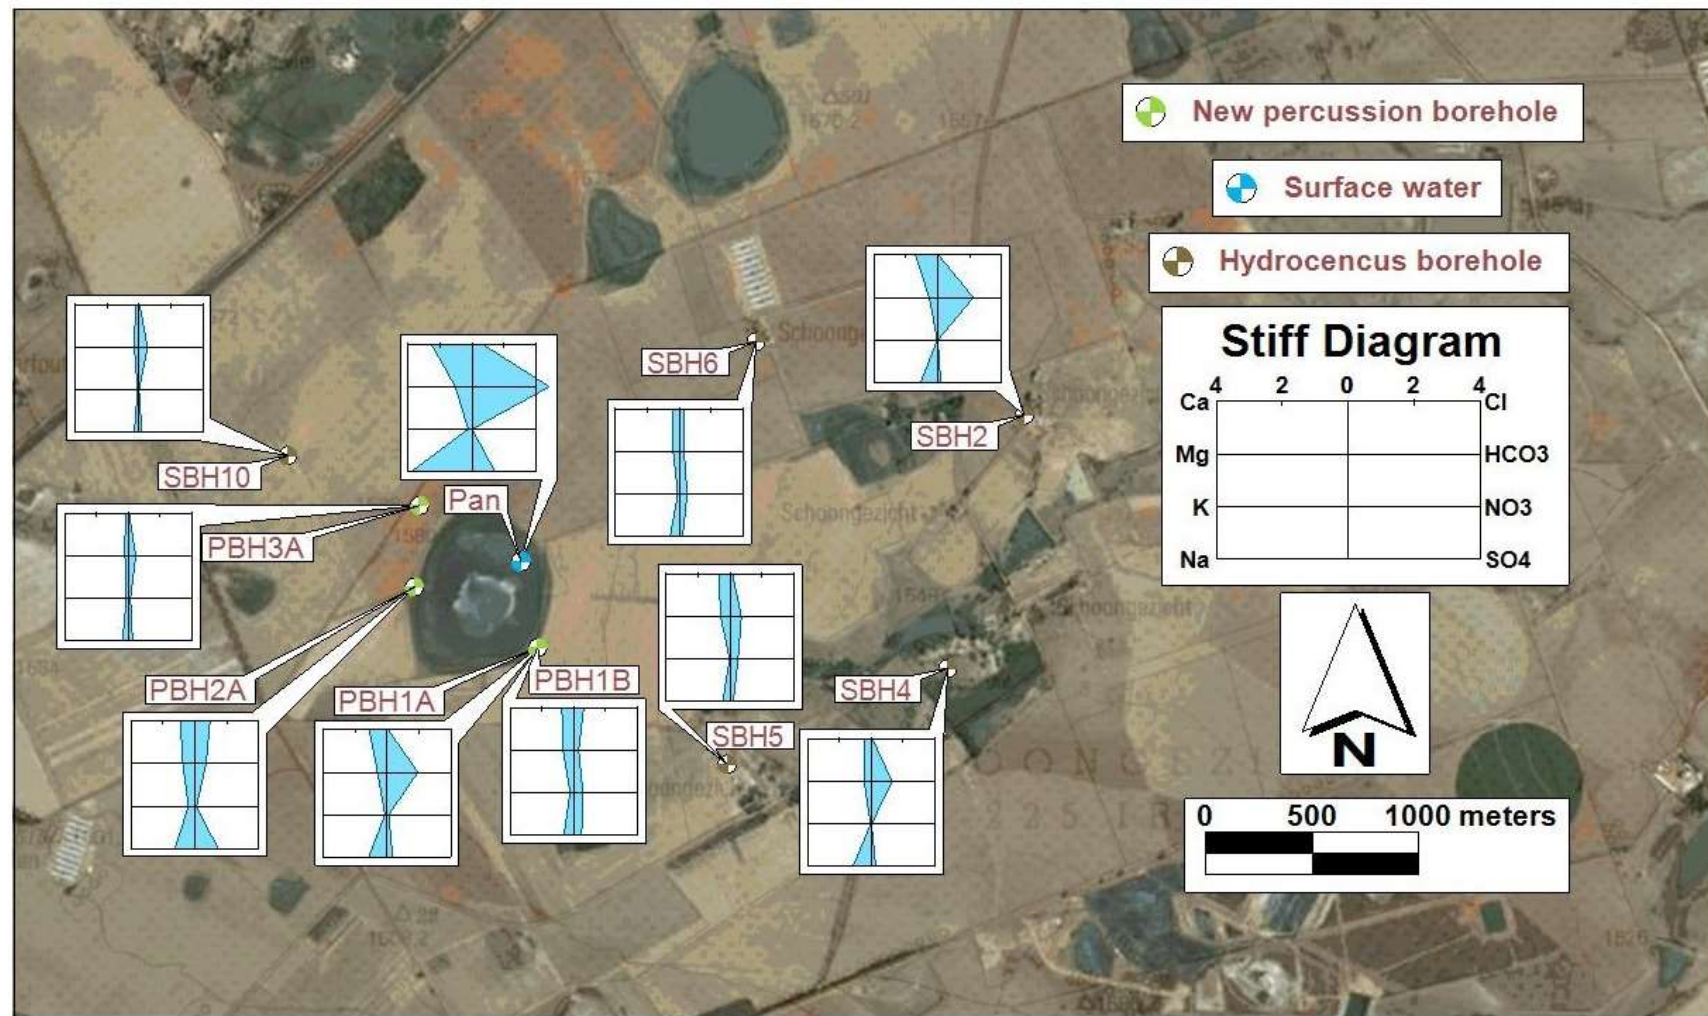 New percussion borehole
Surface water
Hydrocencus borehole
Stiff Diagram
4 2 0 2 4
Ca Cl
Mg HCO3
K NO3
Na SO4
SBH6
SBH2
SBH10
Pan
PBH3A
PBH2A
PBH1A
PBH1B
SBH5
SBH4
Schoongezicht
Schoongezicht
N
0 500 1000 meters